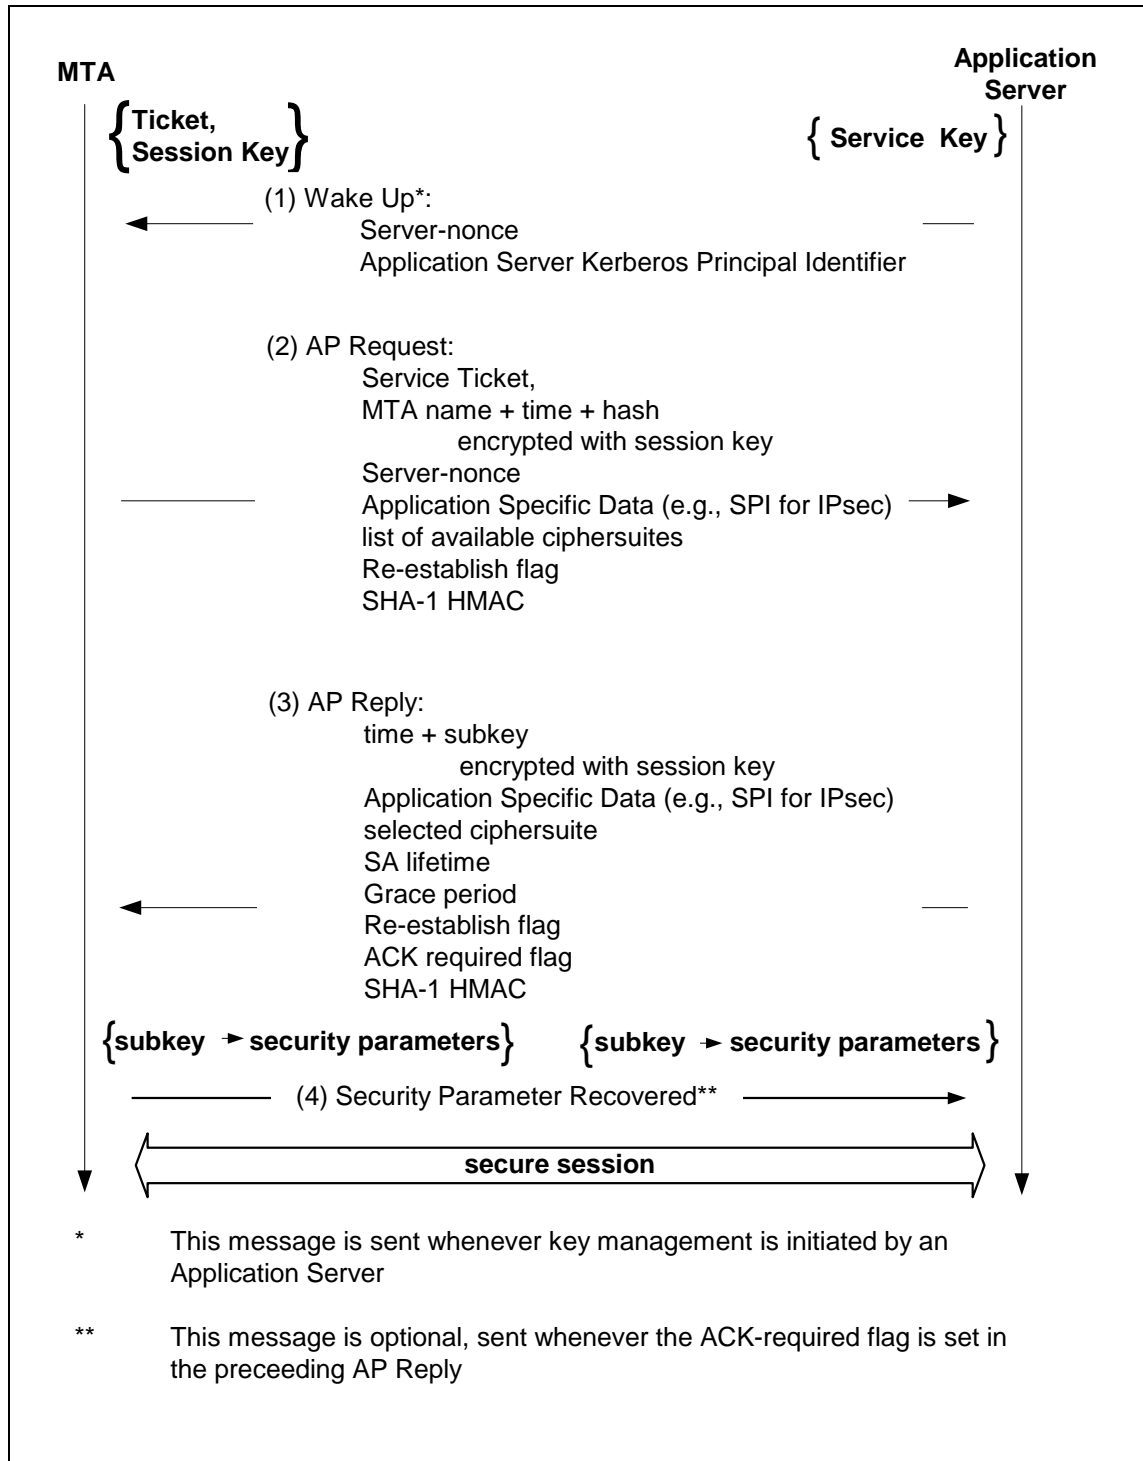 MTA
Application
Server
{Ticket,
Session Key}
{ Service Key }
(1) Wake Up*:
Server-nonce
Application Server Kerberos Principal Identifier
(2) AP Request:
Service Ticket,
MTA name + time + hash
encrypted with session key
Server-nonce
Application Specific Data (e.g., SPI for IPsec)
list of available ciphersuites
Re-establish flag
SHA-1 HMAC
(3) AP Reply:
time + subkey
encrypted with session key
Application Specific Data (e.g., SPI for IPsec)
selected ciphersuite
SA lifetime
Grace period
Re-establish flag
ACK required flag
SHA-1 HMAC
{subkey → security parameters} {subkey → security parameters}
(4) Security Parameter Recovered**
secure session
* This message is sent whenever key management is initiated by an
Application Server
** This message is optional, sent whenever the ACK-required flag is set in
the preceeding AP Reply